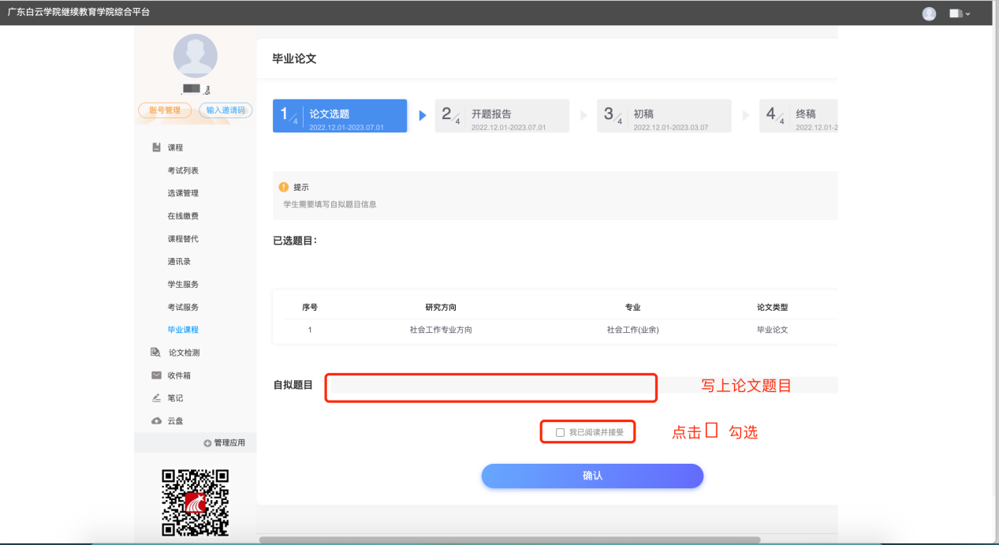 广东白云学院继续教育学院综合平台
账号管理 输入邀请码
课程
考试列表
选课管理
在线缴费
课程替代
通讯录
学生服务
考试服务
毕业课程
论文检测
收件箱
笔记
云盘
管理应用
毕业论文
1/4 论文选题
2022.12.01-2023.07.01
2/4 开题报告
2022.12.01-2023.07.01
3/4 初稿
2022.12.01-2023.03.07
4/4 终稿
2022.12.01-2
提示
学生需要填写自拟题目信息
已选题目：
序号 研究方向 专业 论文类型
1 社会工作专业方向 社会工作(业余) 毕业论文
自拟题目 写上论文题目
我已阅读并接受 点击 勾选
确认